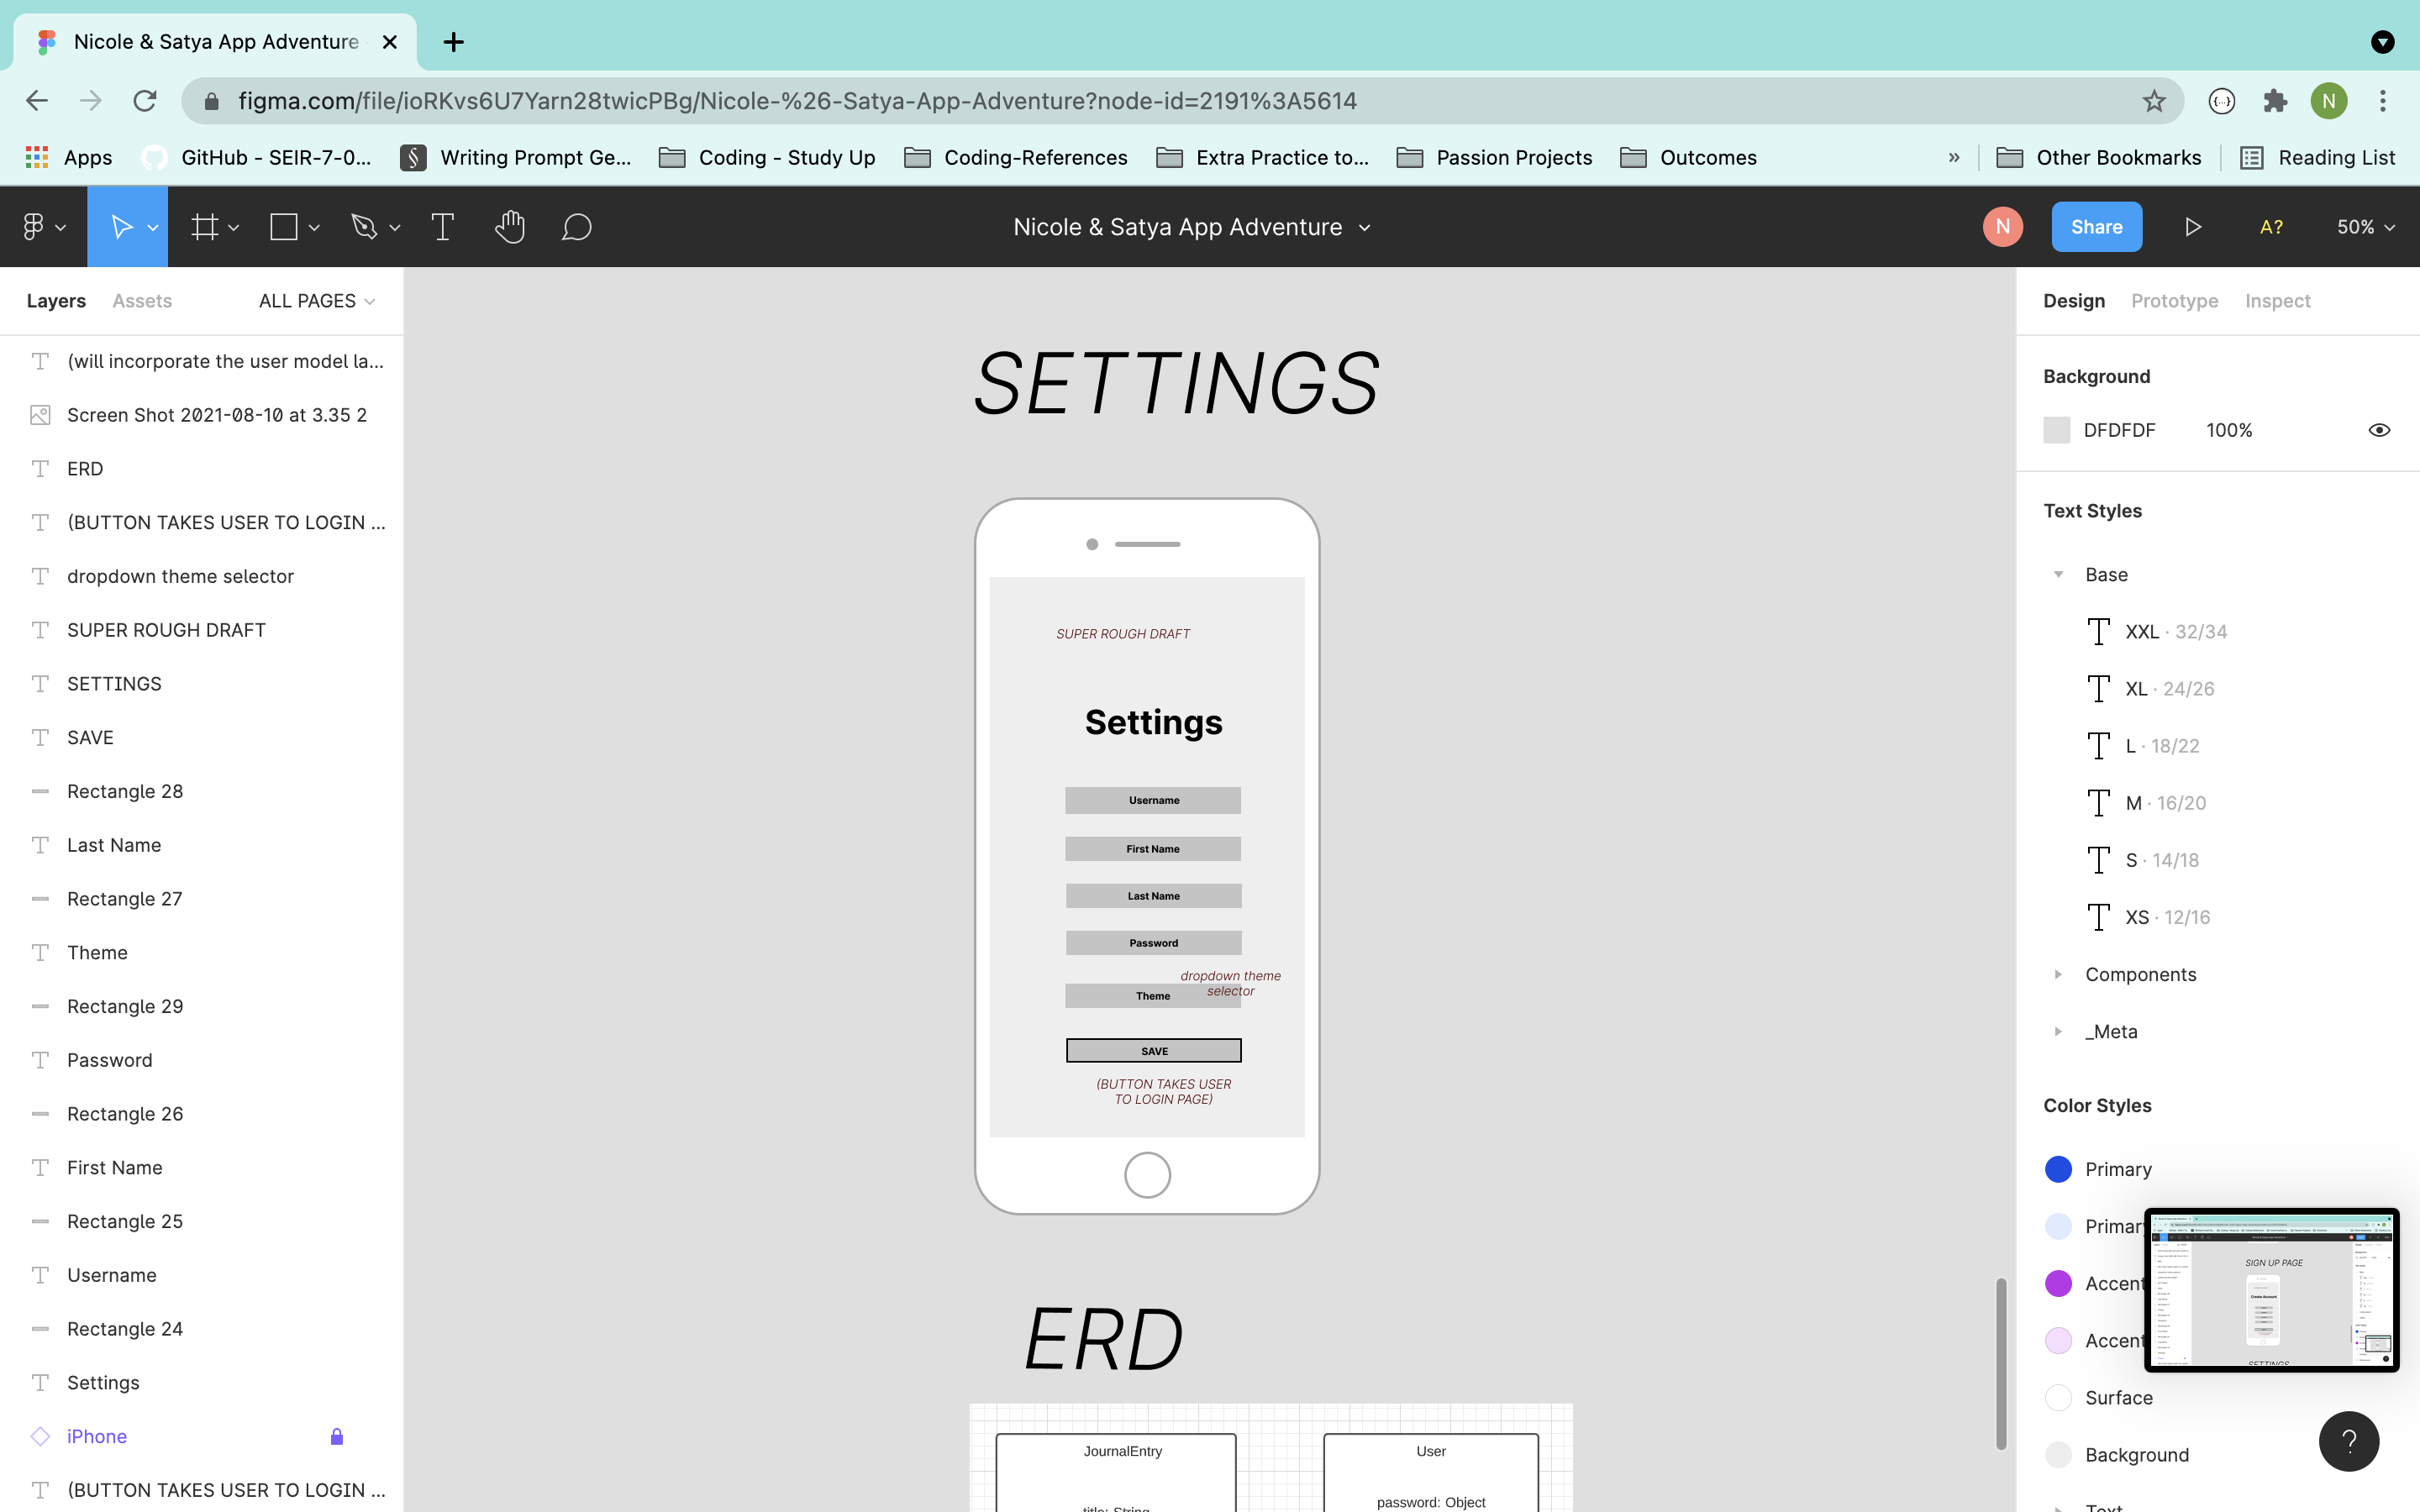 Nicole & Satya App Adventure
figma.com/file/ioRKvs6U7Yarn28twicPBg/Nicole-%26-Satya-App-Adventure?node-id=2191%3A5614
N
Apps
GitHub - SEIR-7-0...
Writing Prompt Ge...
Coding - Study Up
Coding-References
Extra Practice to...
Passion Projects
Outcomes
»
Other Bookmarks
Reading List
Nicole & Satya App Adventure
N
Share
A?
50%
Layers
Assets
ALL PAGES
(will incorporate the user model la...
Screen Shot 2021-08-10 at 3.35 2
ERD
(BUTTON TAKES USER TO LOGIN ...
dropdown theme selector
SUPER ROUGH DRAFT
SETTINGS
SAVE
Rectangle 28
Last Name
Rectangle 27
Theme
Rectangle 29
Password
Rectangle 26
First Name
Rectangle 25
Username
Rectangle 24
Settings
iPhone
(BUTTON TAKES USER TO LOGIN ...
SETTINGS
SUPER ROUGH DRAFT
Settings
Username
First Name
Last Name
Password
dropdown theme
selector
Theme
SAVE
(BUTTON TAKES USER
TO LOGIN PAGE)
ERD
JournalEntry
title: String
User
password: Object
Design
Prototype
Inspect
Background
DFDFDF 100%
Text Styles
Base
XXL · 32/34
XL · 24/26
L · 18/22
M · 16/20
S · 14/18
XS · 12/16
Components
_Meta
Color Styles
Primary
Primar
Accent
Accent
Surface
Background
Text
SIGN UP PAGE
Create Account
SETTINGS
?